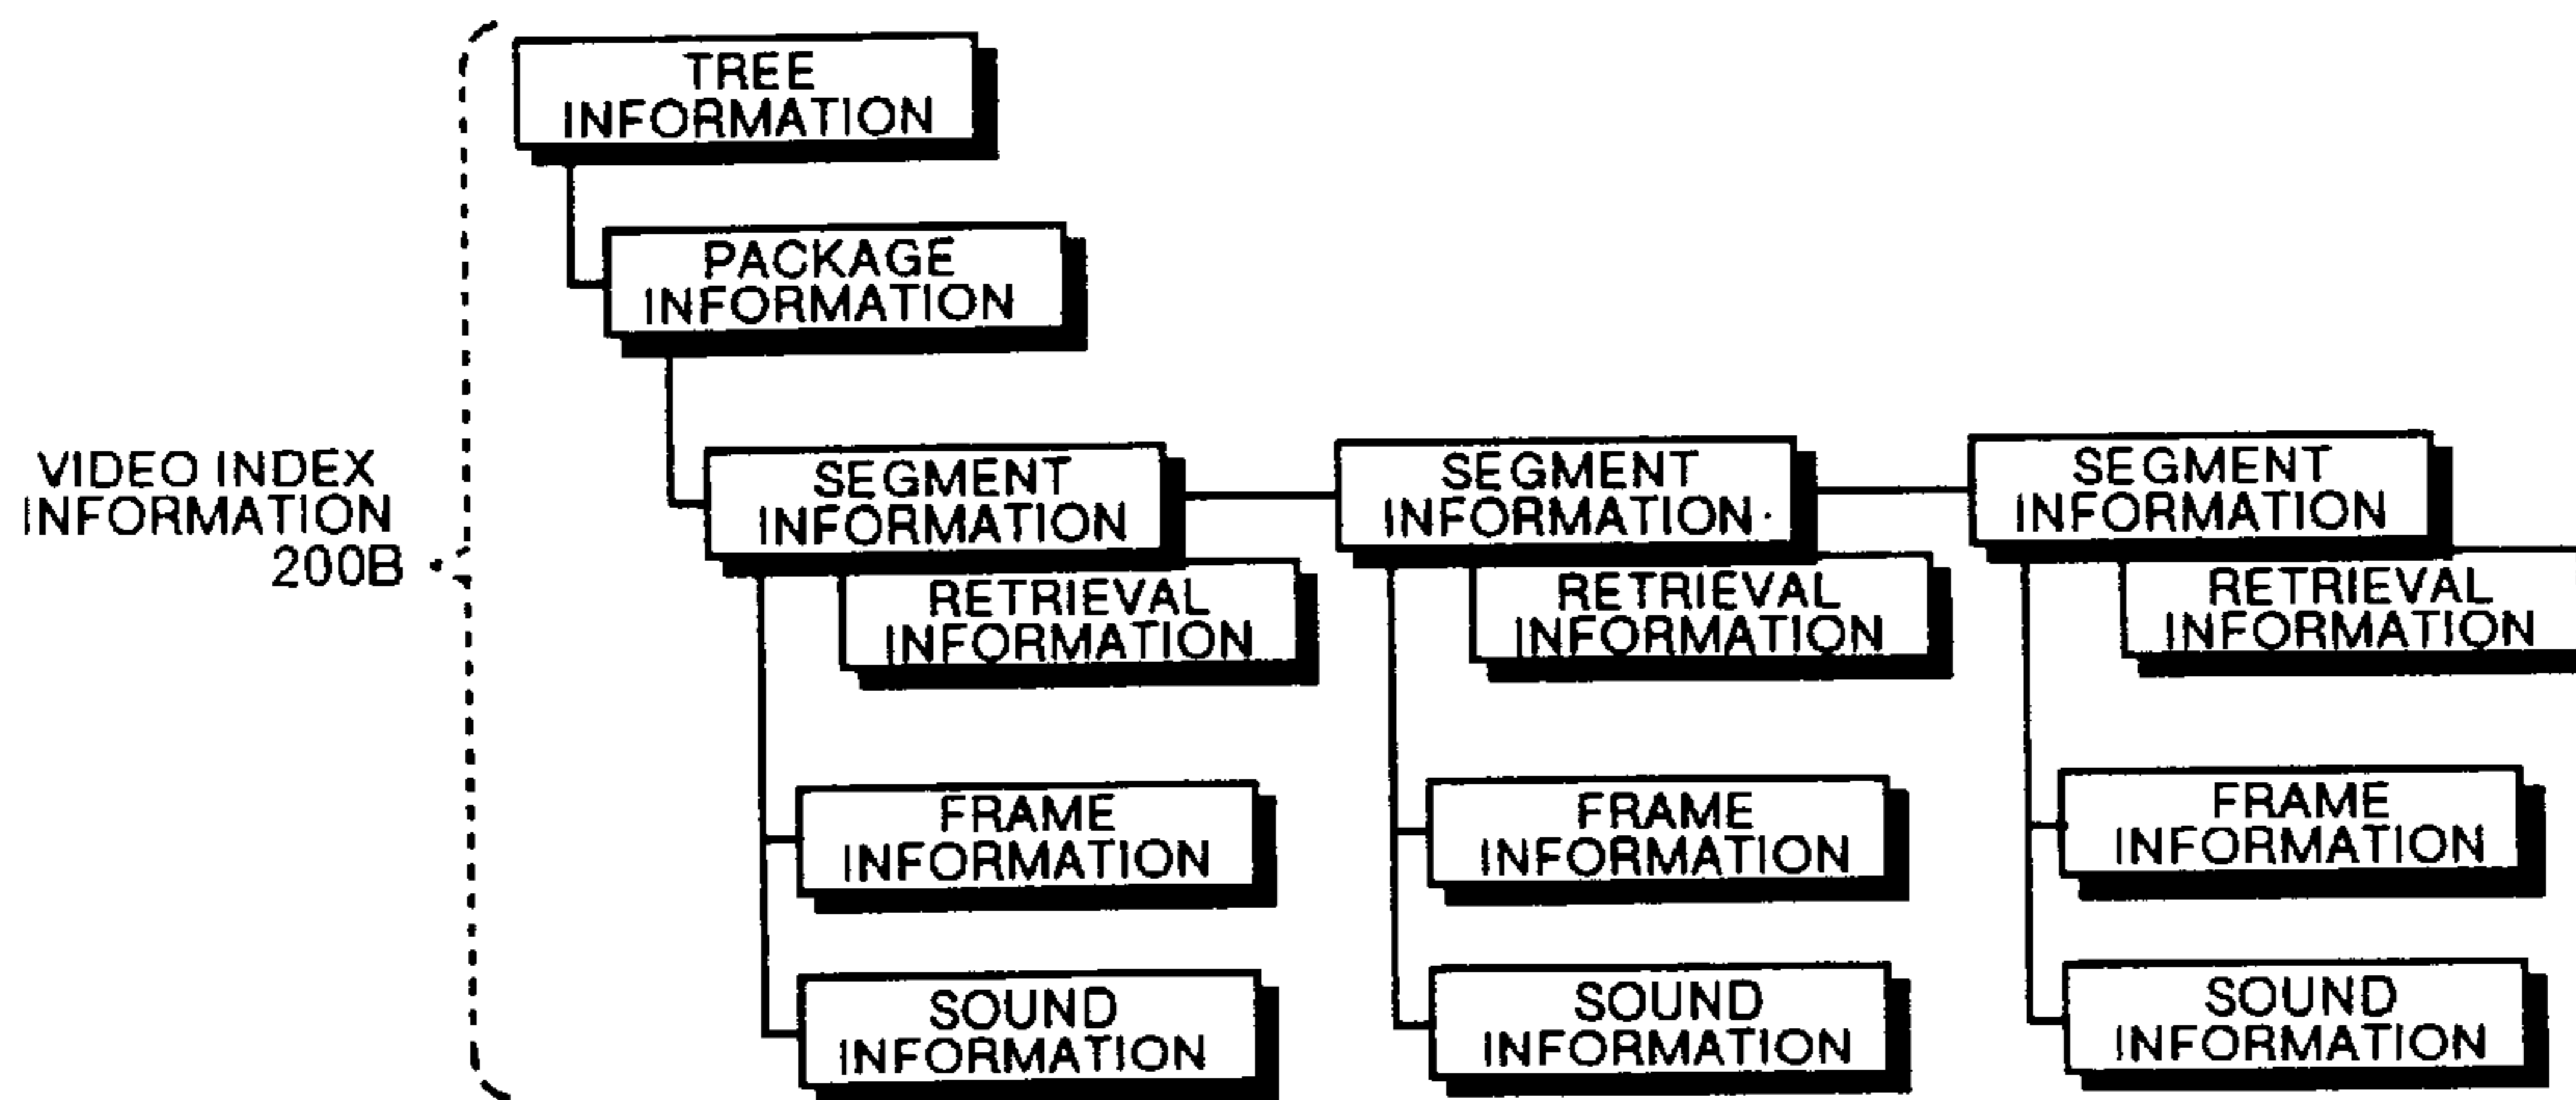 TREE
INFORMATION
PACKAGE
INFORMATION
VIDEO INDEX
INFORMATION
200B
SEGMENT
INFORMATION
SEGMENT
INFORMATION
SEGMENT
INFORMATION
RETRIEVAL
INFORMATION
RETRIEVAL
INFORMATION
RETRIEVAL
INFORMATION
FRAME
INFORMATION
FRAME
INFORMATION
FRAME
INFORMATION
SOUND
INFORMATION
SOUND
INFORMATION
SOUND
INFORMATION